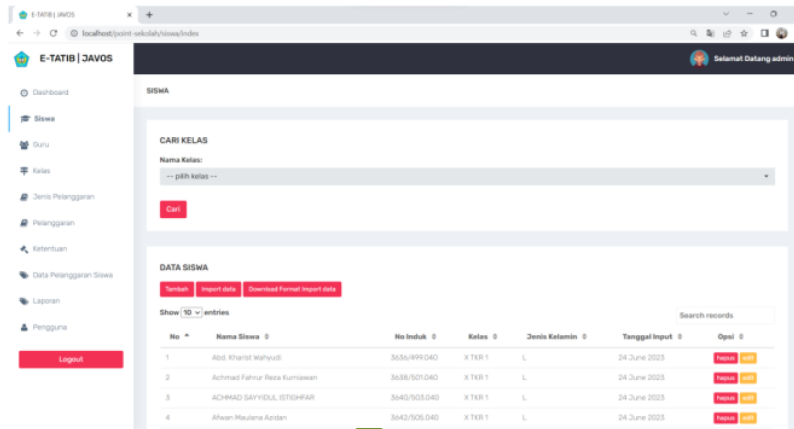 E-TATIB | JAVOS
localhost/point-sekolah/siswa/index
E-TATIB | JAVOS
Selamat Datang admin
Dashboard
Siswa
Guru
Kelas
Jenis Pelanggaran
Pelanggaran
Ketentuan
Data Pelanggaran Siswa
Laporan
Pengguna
Logout
SISWA
CARI KELAS
Nama Kelas:
-- pilih kelas --
Cari
DATA SISWA
Tambah Import data Download Format Import data
Show 10 entries
Search records
No Nama Siswa No Induk Kelas Jenis Kelamin Tanggal Input Opsi
1 Abd. Kharist Wahyudi 3636/499.040 X TKR 1 L 24 June 2023 hapus edit
2 Achmad Fahrur Reza Kurniawan 3638/501.040 X TKR 1 L 24 June 2023 hapus edit
3 ACHMAD SAYYIDUL ISTIGHFAR 3640/503.040 X TKR 1 L 24 June 2023 hapus edit
4 Afwan Maulana Azidan 3642/505.040 X TKR 1 L 24 June 2023 hapus edit